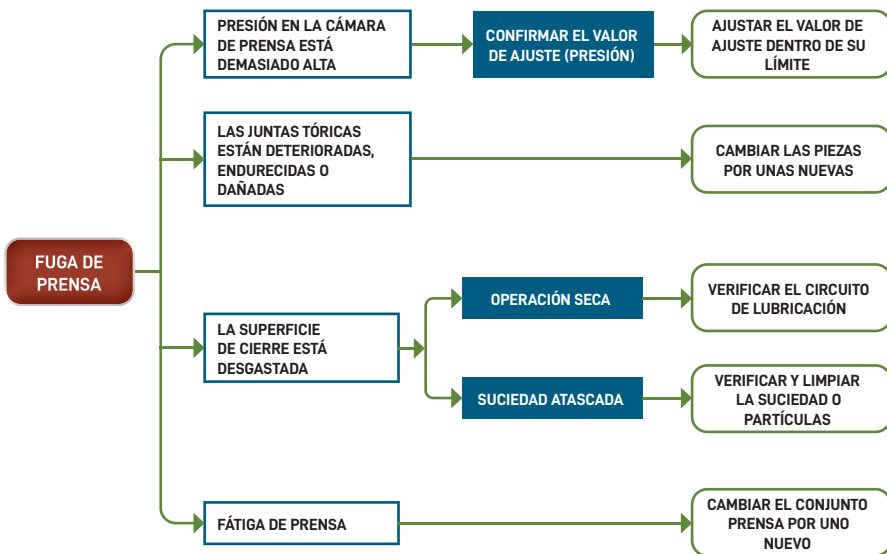 PRESIÓN EN LA CÁMARA
DE PRENSA ESTÁ
DEMASIADO ALTA
CONFIRMAR EL VALOR
DE AJUSTE (PRESIÓN)
AJUSTAR EL VALOR DE
AJUSTE DENTRO DE SU
LÍMITE
LAS JUNTAS TÓRICAS
ESTÁN DETERIORADAS,
ENDURECIDAS O
DAÑADAS
CAMBIAR LAS PIEZAS
POR UNAS NUEVAS
FUGA DE
PRENSA
LA SUPERFICIE
DE CIERRE ESTÁ
DESGASTADA
OPERACIÓN SECA
VERIFICAR EL CIRCUITO
DE LUBRICACIÓN
SUCIEDAD ATASCADA
VERIFICAR Y LIMPIAR
LA SUCIEDAD O
PARTÍCULAS
FÁTIGA DE PRENSA
CAMBIAR EL CONJUNTO
PRENSA POR UNO
NUEVO